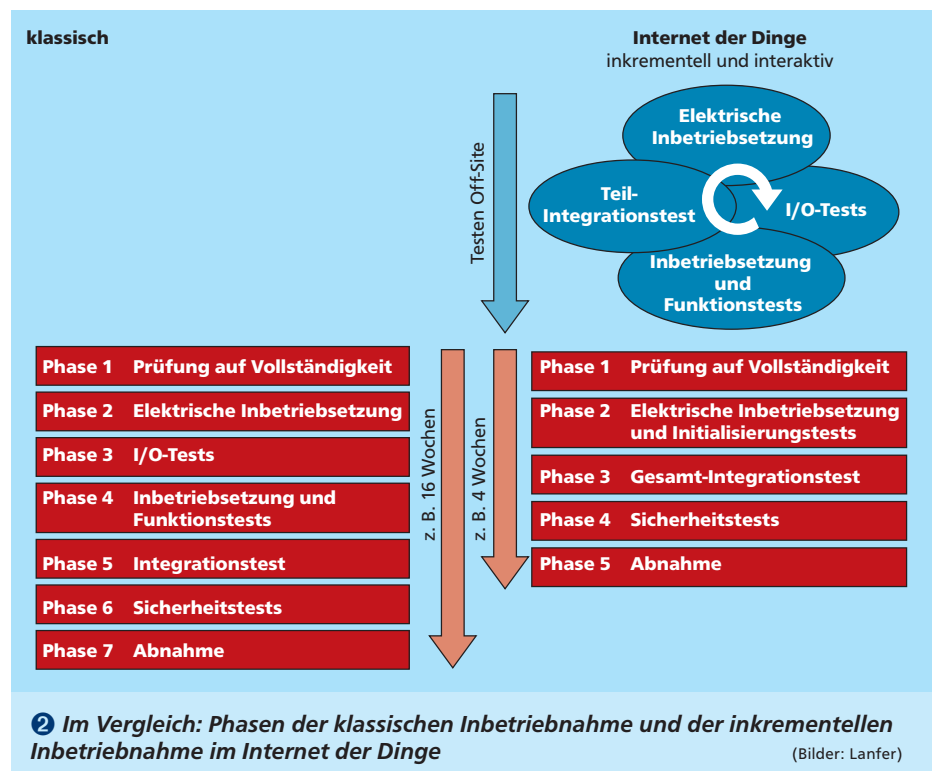 klassisch
Internet der Dinge
inkrementell und interaktiv
Testen Off-Site
Elektrische
Inbetriebsetzung
Teil-
Integrationstest
I/O-Tests
Inbetriebsetzung
und
Funktionstests
Phase 1 Prüfung auf Vollständigkeit
Phase 2 Elektrische Inbetriebsetzung
Phase 3 I/O-Tests
Phase 4 Inbetriebsetzung und
Funktionstests
Phase 5 Integrationstest
Phase 6 Sicherheitstests
Phase 7 Abnahme
z. B. 16 Wochen
z. B. 4 Wochen
Phase 1 Prüfung auf Vollständigkeit
Phase 2 Elektrische Inbetriebsetzung
und Initialisierungstests
Phase 3 Gesamt-Integrationstest
Phase 4 Sicherheitstests
Phase 5 Abnahme
❷ Im Vergleich: Phasen der klassischen Inbetriebnahme und der inkrementellen
Inbetriebnahme im Internet der Dinge (Bilder: Lanfer)